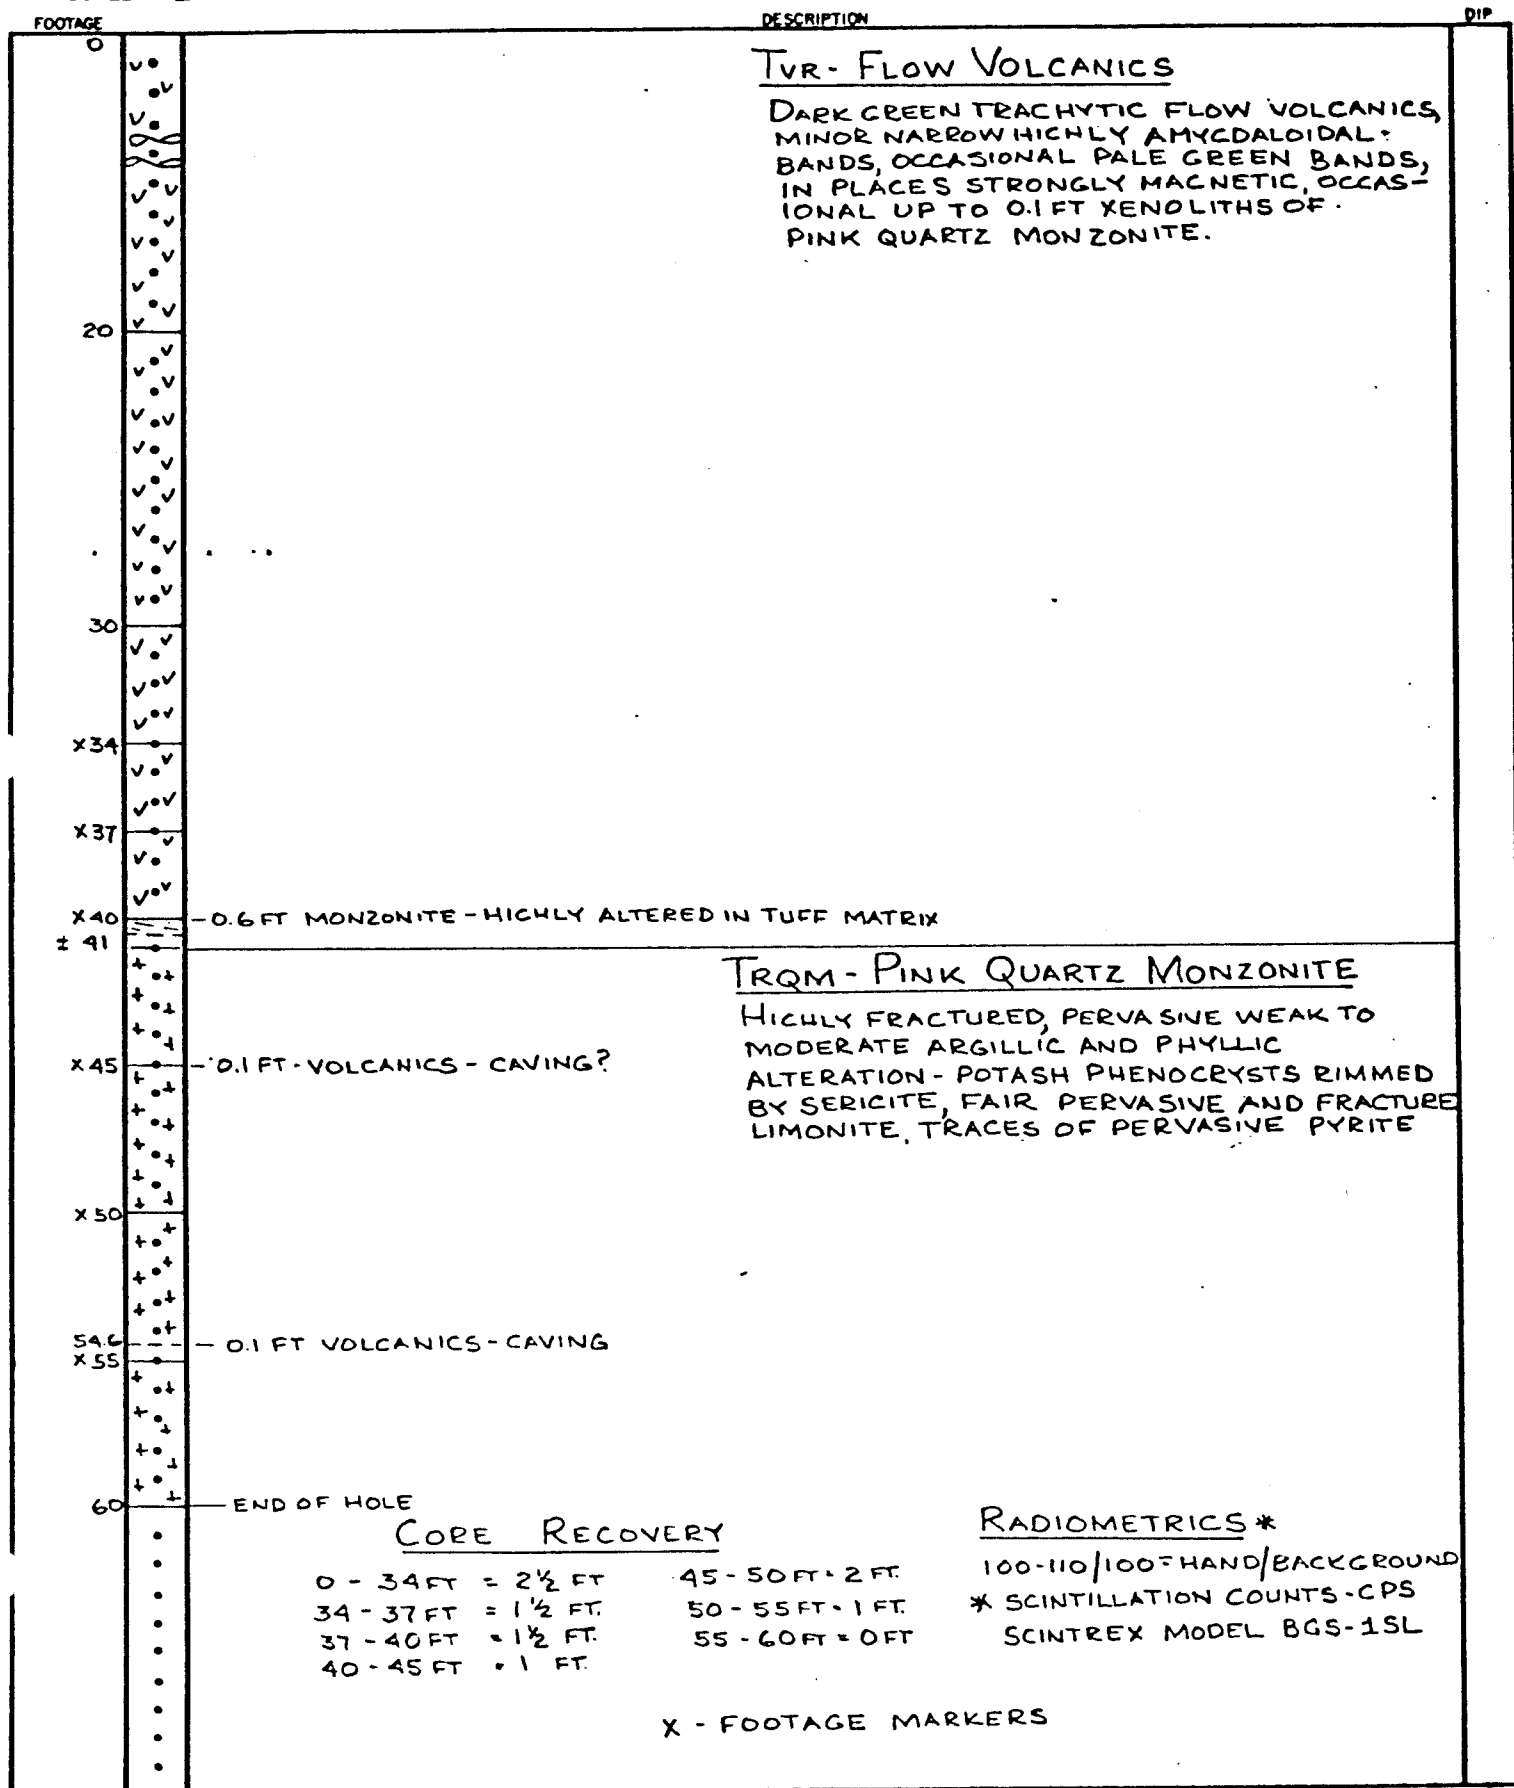 FOOTAGE DESCRIPTION DIP
0
TVR - FLOW VOLCANICS
DARK GREEN TRACHYTIC FLOW VOLCANICS,
MINOR NARROW HIGHLY AMYGDALOIDAL
BANDS, OCCASIONAL PALE GREEN BANDS,
IN PLACES STRONGLY MAGNETIC, OCCAS-
IONAL UP TO 0.1 FT XENOLITHS OF
PINK QUARTZ MONZONITE.
20
30
X34
X37
X40 - 0.6 FT MONZONITE - HIGHLY ALTERED IN TUFF MATRIX
± 41
TRQM - PINK QUARTZ MONZONITE
HIGHLY FRACTURED, PERVASIVE WEAK TO
MODERATE ARGILLIC AND PHYLLIC
ALTERATION - POTASH PHENOCRYSTS RIMMED
BY SERICITE, FAIR PERVASIVE AND FRACTURE
LIMONITE, TRACES OF PERVASIVE PYRITE
X45 - 0.1 FT - VOLCANICS - CAVING?
X50
54.6 - 0.1 FT VOLCANICS - CAVING
X55
60 - END OF HOLE
CORE RECOVERY
0 - 34 FT = 2½ FT
34 - 37 FT = 1½ FT.
37 - 40 FT = 1½ FT.
40 - 45 FT = 1 FT.
45 - 50 FT = 2 FT.
50 - 55 FT = 1 FT.
55 - 60 FT = 0 FT
RADIOMETRICS *
100-110/100 = HAND/BACKGROUND
* SCINTILLATION COUNTS - CPS
SCINTREX MODEL BGS-1SL
X - FOOTAGE MARKERS